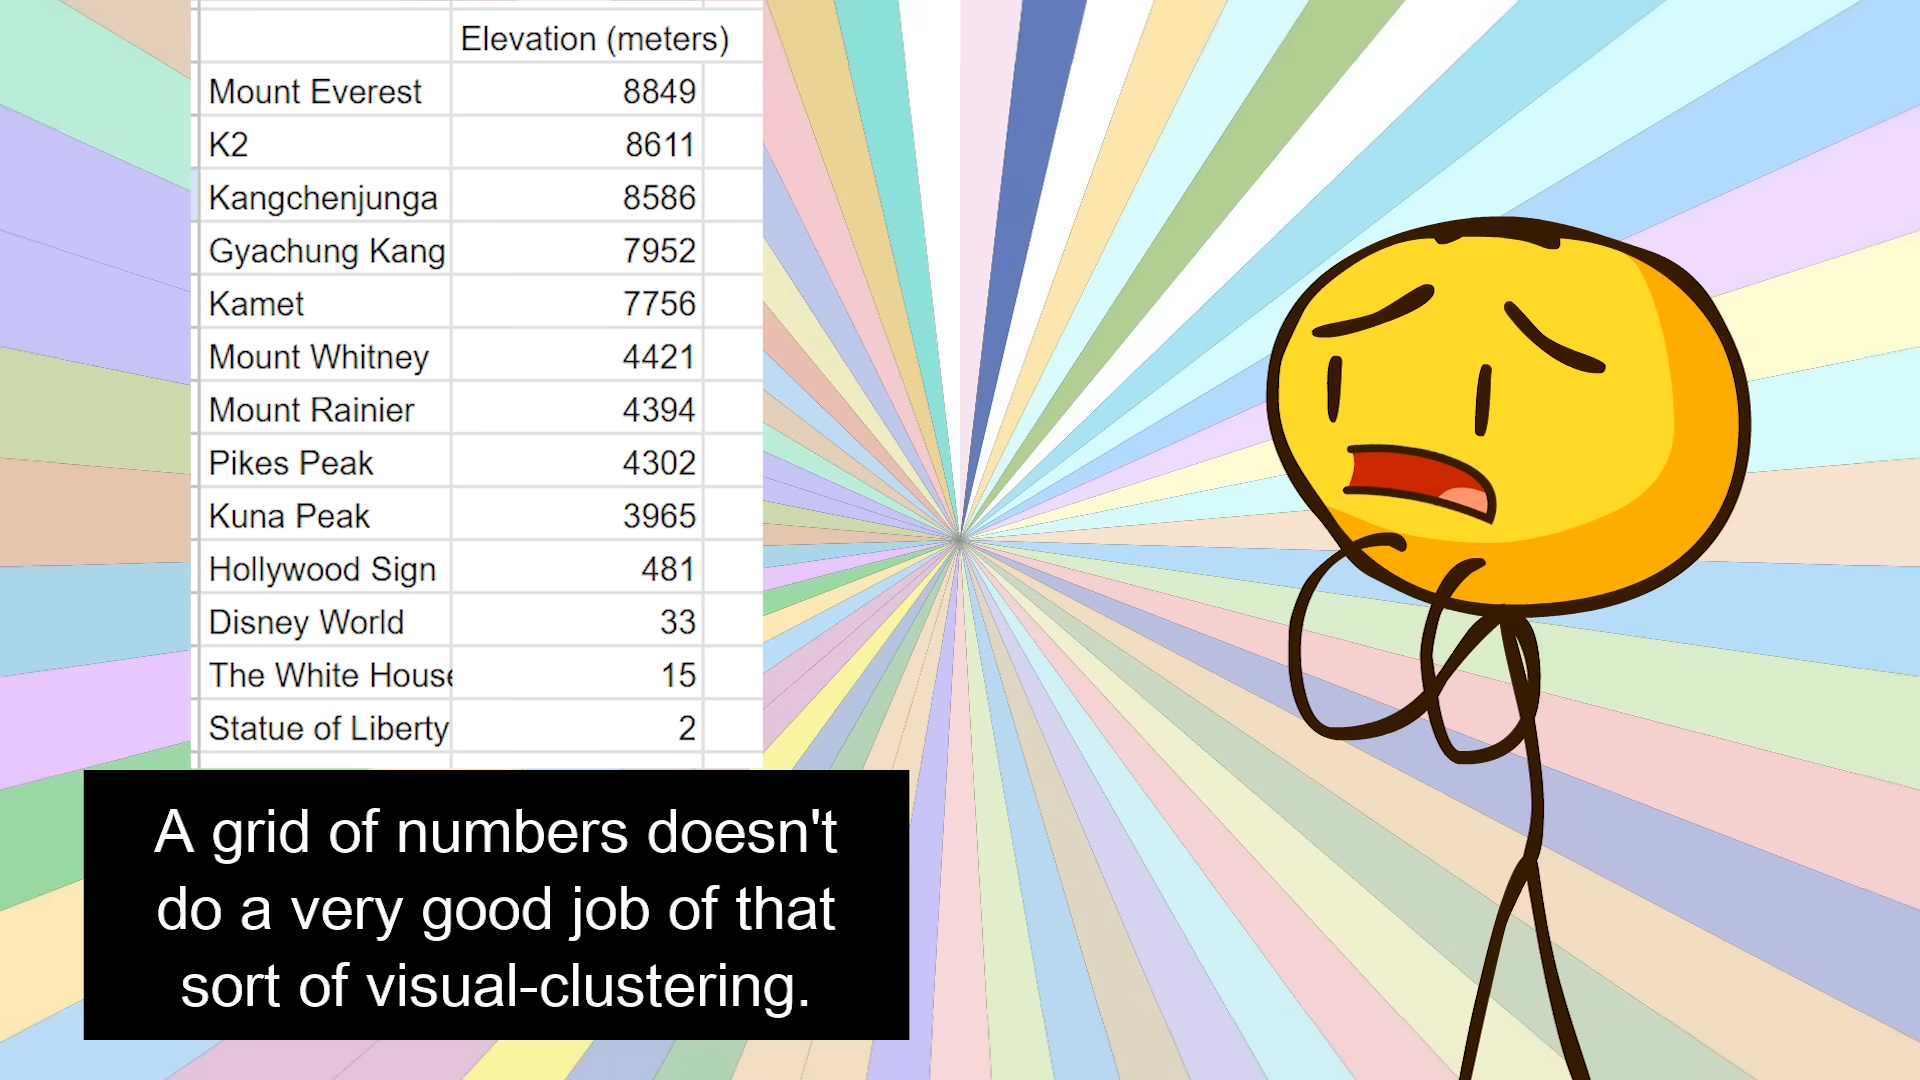 Elevation (meters)
Mount Everest 8849
K2 8611
Kangchenjunga 8586
Gyachung Kang 7952
Kamet 7756
Mount Whitney 4421
Mount Rainier 4394
Pikes Peak 4302
Kuna Peak 3965
Hollywood Sign 481
Disney World 33
The White House 15
Statue of Liberty 2
A grid of numbers doesn't
do a very good job of that
sort of visual-clustering.